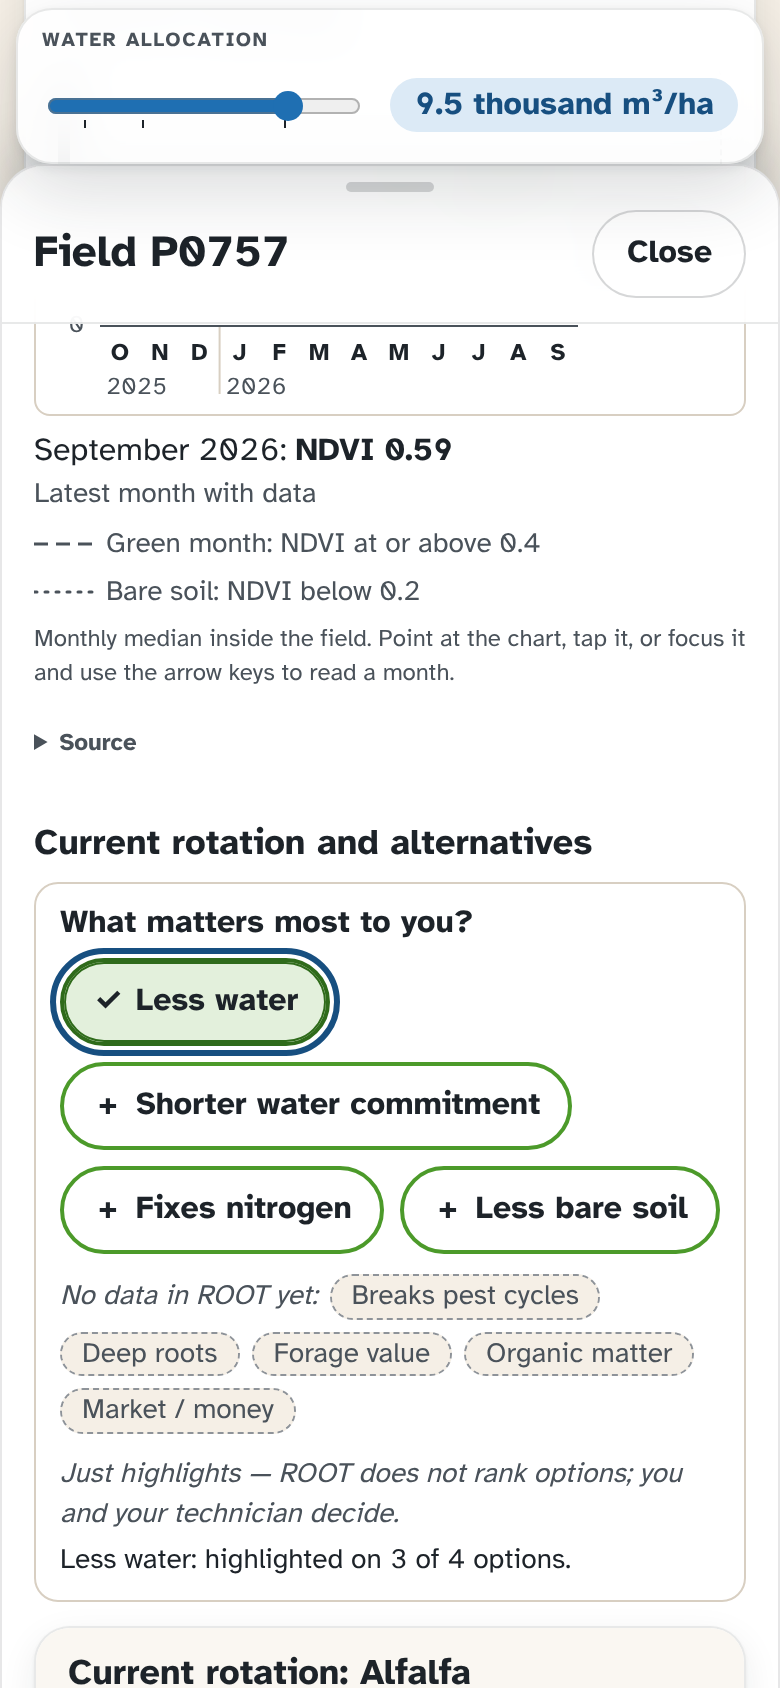 WATER ALLOCATION
9.5 thousand m³/ha
Field P0757
Close
0
O N D J F M A M J J A S
2025 2026
September 2026: NDVI 0.59
Latest month with data
Green month: NDVI at or above 0.4
Bare soil: NDVI below 0.2
Monthly median inside the field. Point at the chart, tap it, or focus it
and use the arrow keys to read a month.
Source
Current rotation and alternatives
What matters most to you?
✓ Less water
+ Shorter water commitment
+ Fixes nitrogen + Less bare soil
No data in ROOT yet: Breaks pest cycles
Deep roots Forage value Organic matter
Market / money
Just highlights — ROOT does not rank options; you
and your technician decide.
Less water: highlighted on 3 of 4 options.
Current rotation: Alfalfa